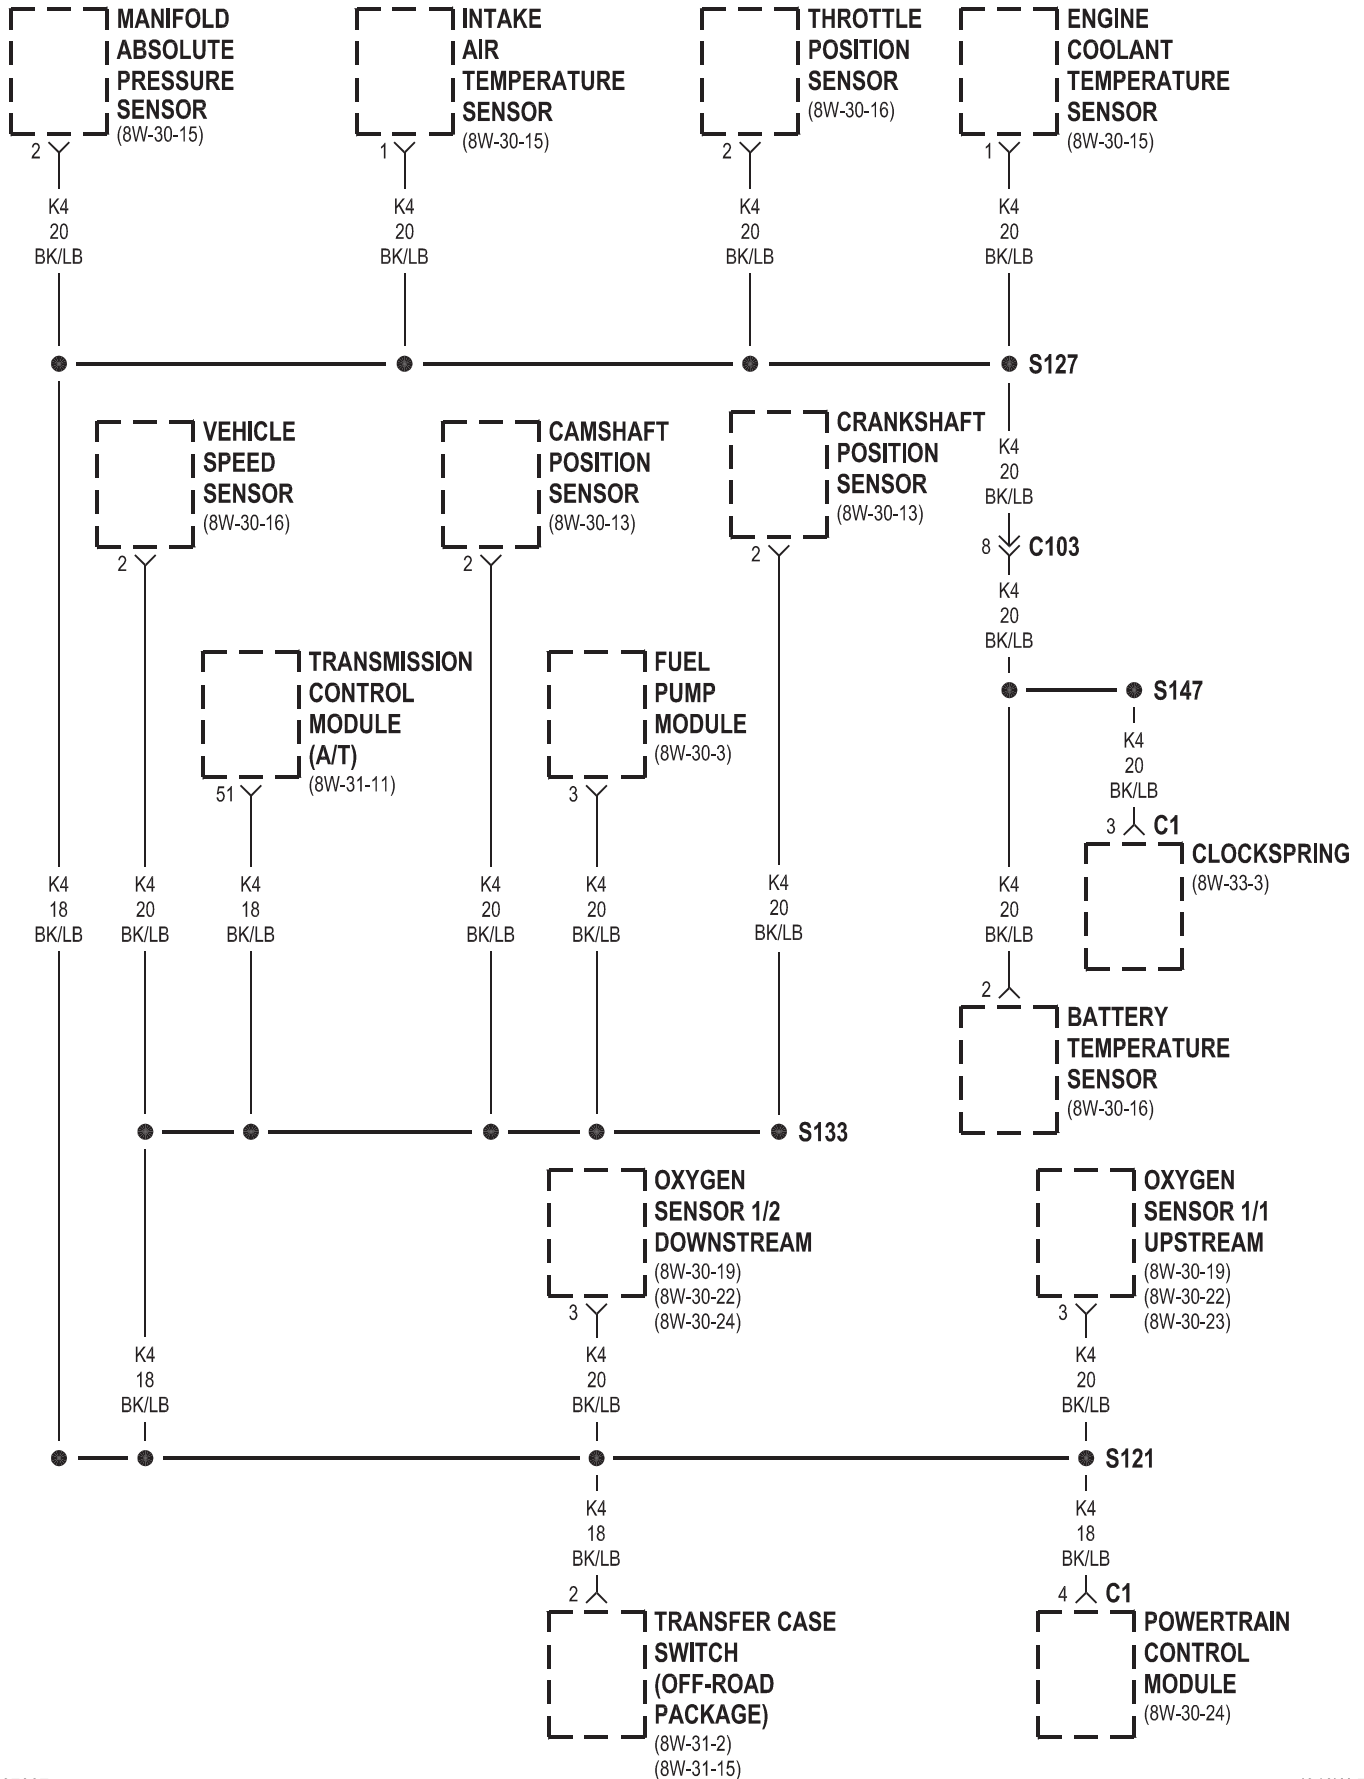 MANIFOLD
ABSOLUTE
PRESSURE
SENSOR
(8W-30-15)
2
K4
20
BK/LB
INTAKE
AIR
TEMPERATURE
SENSOR
(8W-30-15)
1
K4
20
BK/LB
THROTTLE
POSITION
SENSOR
(8W-30-16)
2
K4
20
BK/LB
ENGINE
COOLANT
TEMPERATURE
SENSOR
(8W-30-15)
1
K4
20
BK/LB
S127
VEHICLE
SPEED
SENSOR
(8W-30-16)
2
CAMSHAFT
POSITION
SENSOR
(8W-30-13)
2
CRANKSHAFT
POSITION
SENSOR
(8W-30-13)
2
K4
20
BK/LB
8
C103
K4
20
BK/LB
TRANSMISSION
CONTROL
MODULE
(A/T)
(8W-31-11)
51
FUEL
PUMP
MODULE
(8W-30-3)
3
S147
K4
20
BK/LB
3
C1
CLOCKSPRING
(8W-33-3)
K4
18
BK/LB
K4
20
BK/LB
K4
18
BK/LB
K4
20
BK/LB
K4
20
BK/LB
K4
20
BK/LB
K4
20
BK/LB
2
BATTERY
TEMPERATURE
SENSOR
(8W-30-16)
S133
OXYGEN
SENSOR 1/2
DOWNSTREAM
(8W-30-19)
(8W-30-22)
(8W-30-24)
3
OXYGEN
SENSOR 1/1
UPSTREAM
(8W-30-19)
(8W-30-22)
(8W-30-23)
3
K4
18
BK/LB
K4
20
BK/LB
K4
20
BK/LB
S121
K4
18
BK/LB
K4
18
BK/LB
2
TRANSFER CASE
SWITCH
(OFF-ROAD
PACKAGE)
(8W-31-2)
(8W-31-15)
4
C1
POWERTRAIN
CONTROL
MODULE
(8W-30-24)